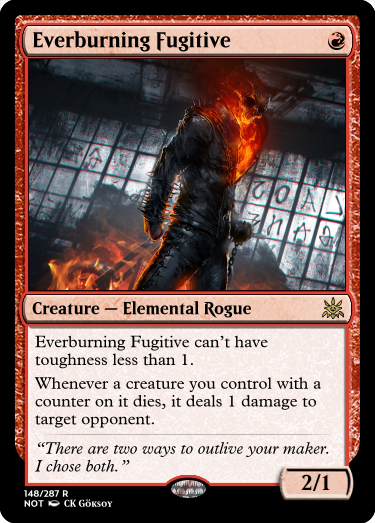 Everburning Fugitive
Creature — Elemental Rogue
Everburning Fugitive can't have
toughness less than 1.
Whenever a creature you control with a
counter on it dies, it deals 1 damage to
target opponent.
“There are two ways to outlive your maker.
I chose both.”
2/1
148/287 R
NOT CK Göksoy